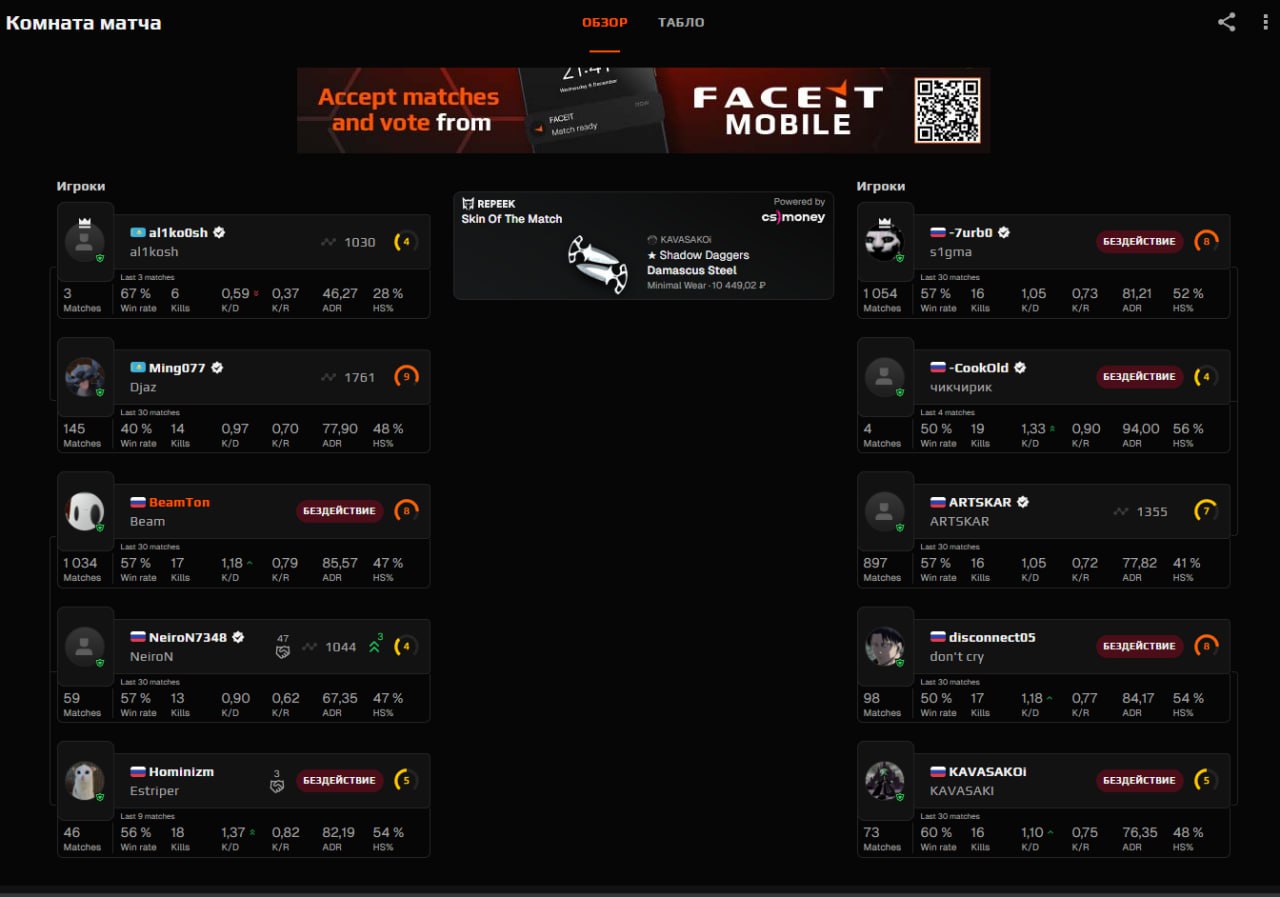 Комната матча
ОБЗОР
ТАБЛО
Accept matches
and vote from
21:41
Wednesday 6 December
FACEIT
now
Match ready
FACEIT
MOBILE
Игроки
al1ko0sh
al1kosh
1030
4
Last 3 matches
3 67 % 6 0,59 0,37 46,27 28 %
Matches Win rate Kills K/D K/R ADR HS%
Ming077
Djaz
1761
9
Last 30 matches
145 40 % 14 0,97 0,70 77,90 48 %
Matches Win rate Kills K/D K/R ADR HS%
BeamTon
Beam
БЕЗДЕЙСТВИЕ
8
Last 30 matches
1 034 57 % 17 1,18 0,79 85,57 47 %
Matches Win rate Kills K/D K/R ADR HS%
NeiroN7348
NeiroN
47
1044
3
4
Last 30 matches
59 57 % 13 0,90 0,62 67,35 47 %
Matches Win rate Kills K/D K/R ADR HS%
Hominizm
Estriper
3
БЕЗДЕЙСТВИЕ
5
Last 9 matches
46 56 % 18 1,37 0,82 82,19 54 %
Matches Win rate Kills K/D K/R ADR HS%
REPEEK
Skin Of The Match
Powered by
cs)money
KAVASAKOi
★ Shadow Daggers
Damascus Steel
Minimal Wear · 10 449,02 ₽
Игроки
-7urb0
s1gma
БЕЗДЕЙСТВИЕ
8
Last 30 matches
1 054 57 % 16 1,05 0,73 81,21 52 %
Matches Win rate Kills K/D K/R ADR HS%
-CookOld
чикчирик
БЕЗДЕЙСТВИЕ
4
Last 4 matches
4 50 % 19 1,33 0,90 94,00 56 %
Matches Win rate Kills K/D K/R ADR HS%
ARTSKAR
ARTSKAR
1355
7
Last 30 matches
897 57 % 16 1,05 0,72 77,82 41 %
Matches Win rate Kills K/D K/R ADR HS%
disconnect05
don't cry
БЕЗДЕЙСТВИЕ
8
Last 30 matches
98 50 % 17 1,18 0,77 84,17 54 %
Matches Win rate Kills K/D K/R ADR HS%
KAVASAKOi
KAVASAKI
БЕЗДЕЙСТВИЕ
5
Last 30 matches
73 60 % 16 1,10 0,75 76,35 48 %
Matches Win rate Kills K/D K/R ADR HS%